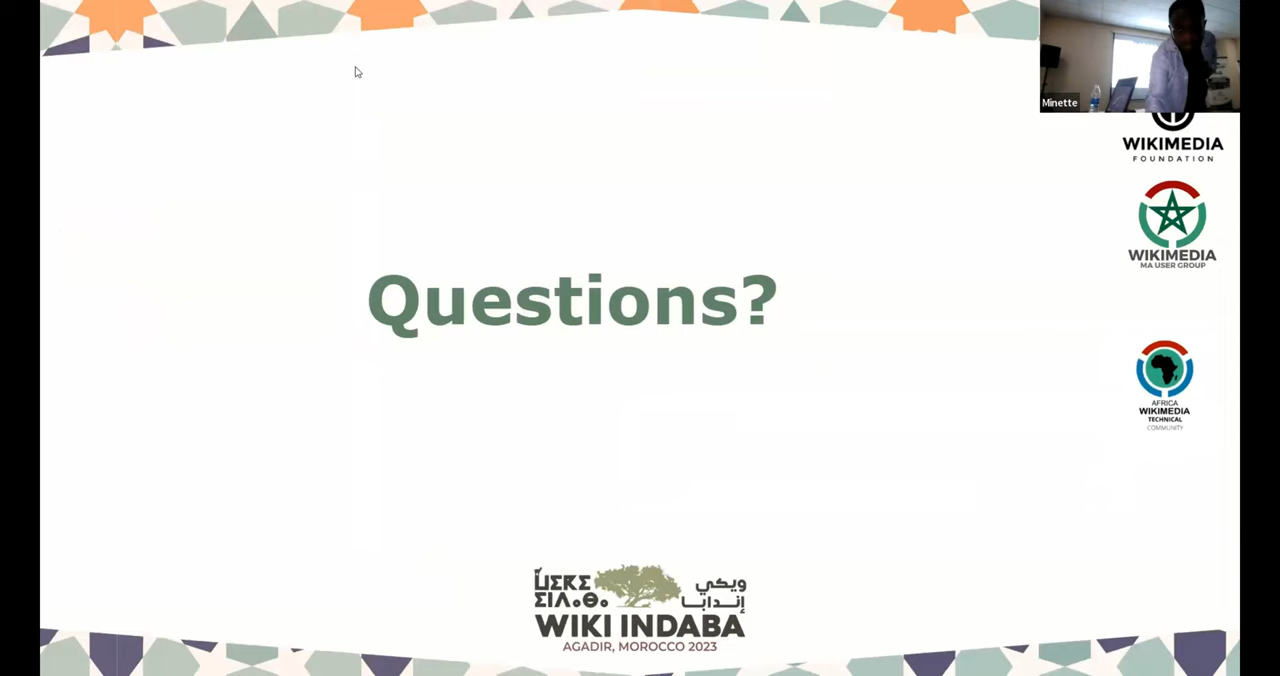 Minette
WIKIMEDIA
FOUNDATION
WIKIMEDIA
MA USER GROUP
Questions?
AFRICA
WIKIMEDIA
TECHNICAL
COMMUNITY
ⵡⵉⴽⵉ ويكي
ⵉⵏⴷⴰⴱⴰ إندابا
WIKI INDABA
AGADIR, MOROCCO 2023